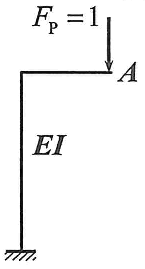 F_P = 1
A
EI